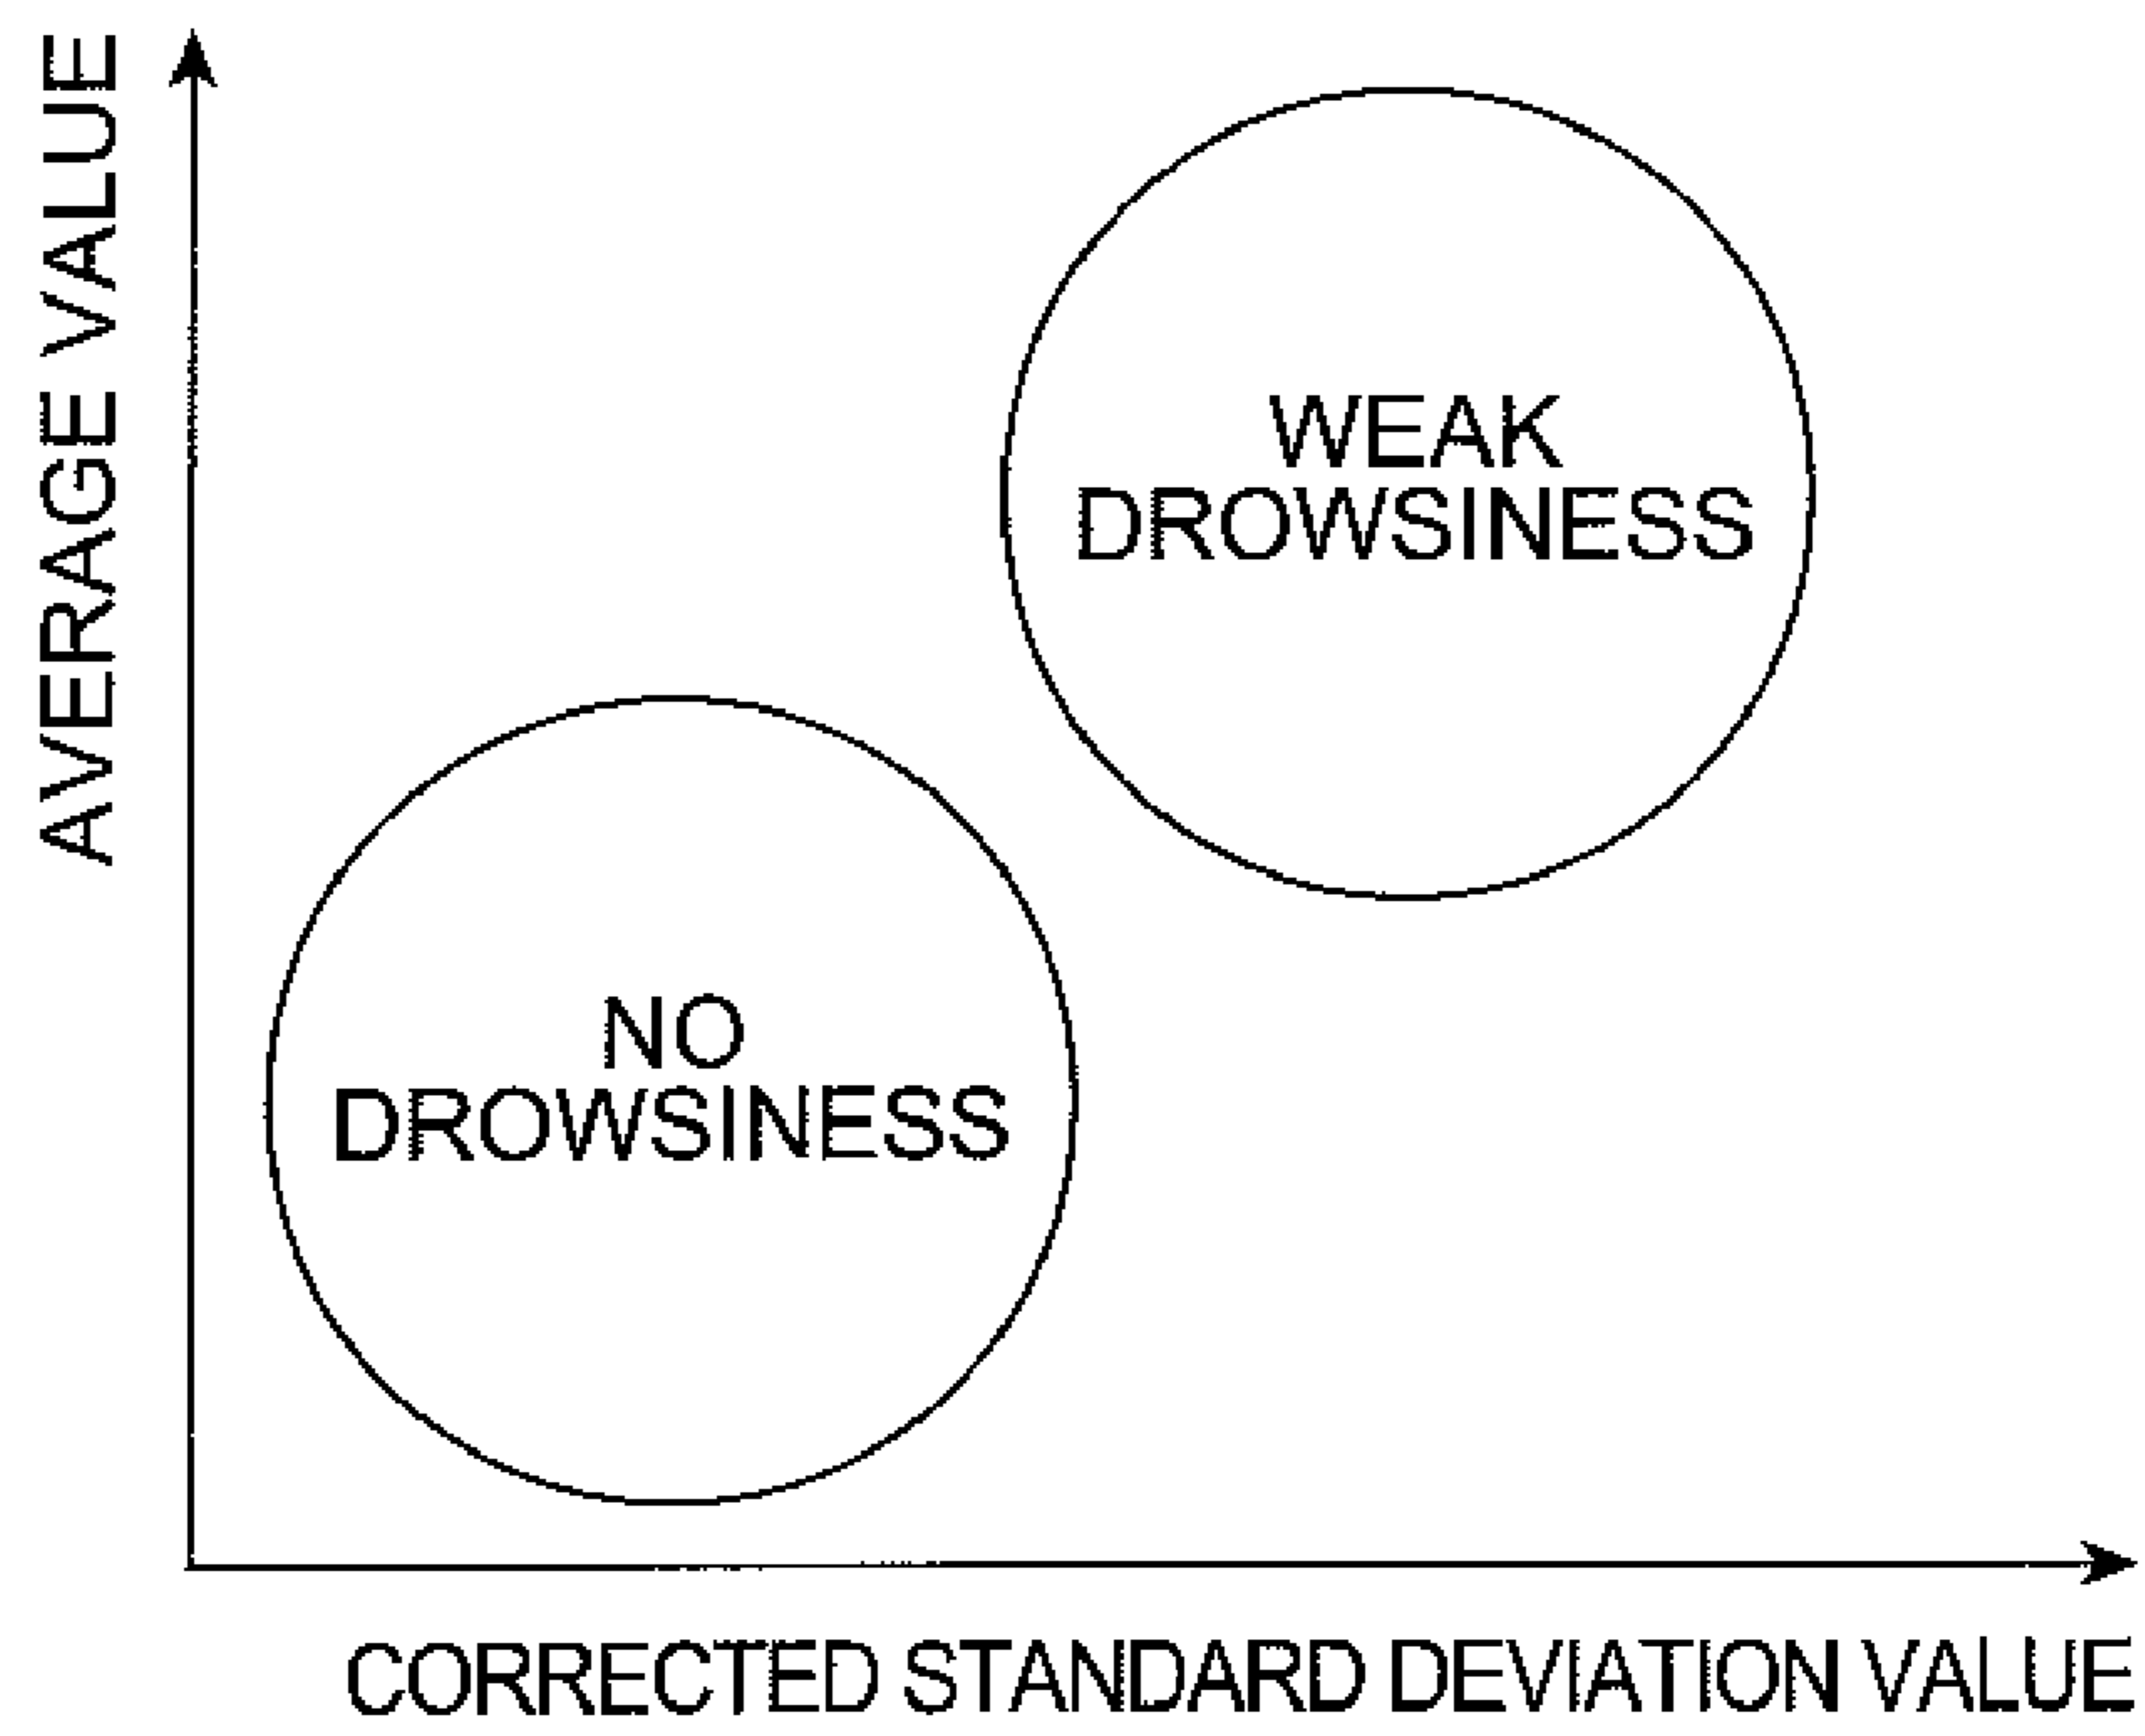 AVERAGE VALUE
WEAK
DROWSINESS
NO
DROWSINESS
CORRECTED STANDARD DEVIATION VALUE